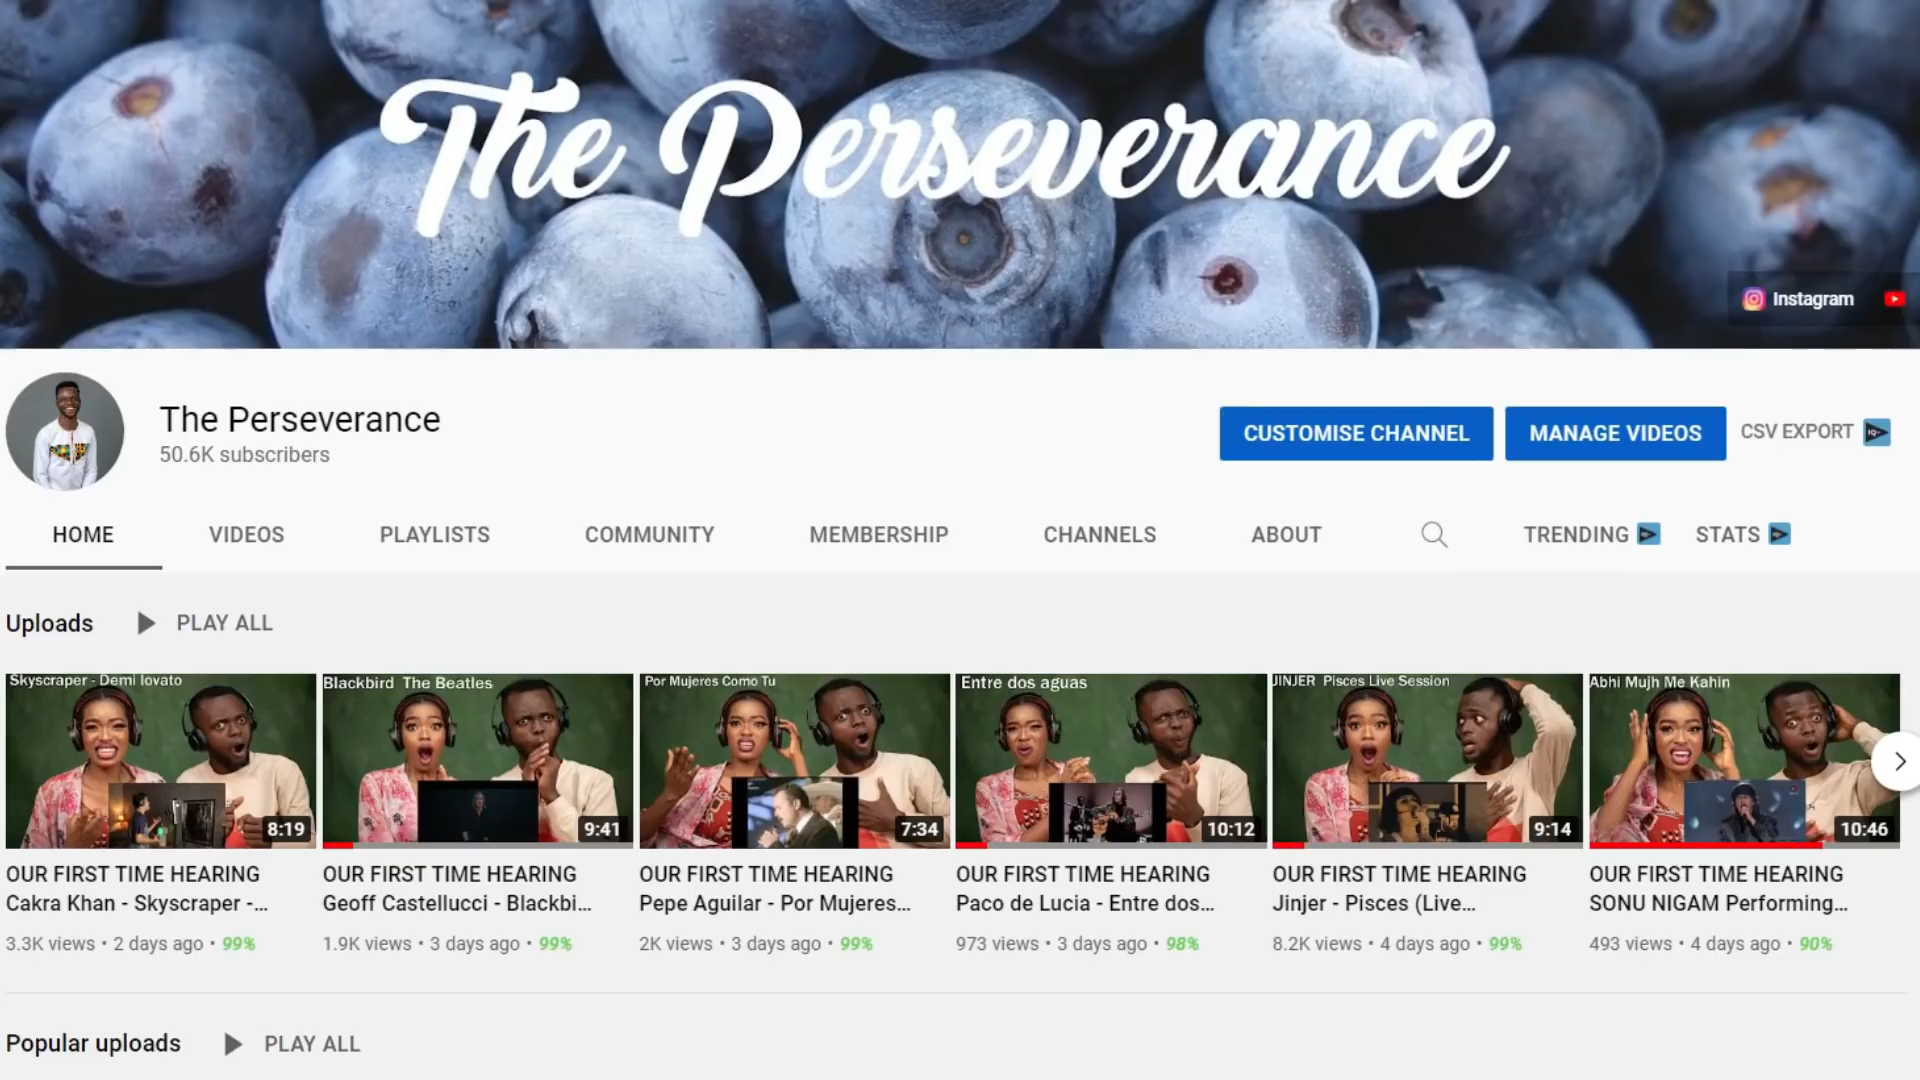 The Perseverance
Instagram
The Perseverance
50.6K subscribers
CUSTOMISE CHANNEL
MANAGE VIDEOS
CSV EXPORT
HOME
VIDEOS
PLAYLISTS
COMMUNITY
MEMBERSHIP
CHANNELS
ABOUT
TRENDING
STATS
Uploads
PLAY ALL
Skyscraper - Demi lovato
8:19
OUR FIRST TIME HEARING
Cakra Khan - Skyscraper -...
3.3K views • 2 days ago • 99%
Blackbird The Beatles
9:41
OUR FIRST TIME HEARING
Geoff Castellucci - Blackbi...
1.9K views • 3 days ago • 99%
Por Mujeres Como Tu
7:34
OUR FIRST TIME HEARING
Pepe Aguilar - Por Mujeres...
2K views • 3 days ago • 99%
Entre dos aguas
10:12
OUR FIRST TIME HEARING
Paco de Lucia - Entre dos...
973 views • 3 days ago • 98%
JINJER Pisces Live Session
9:14
OUR FIRST TIME HEARING
Jinjer - Pisces (Live...
8.2K views • 4 days ago • 99%
Abhi Mujh Me Kahin
10:46
OUR FIRST TIME HEARING
SONU NIGAM Performing...
493 views • 4 days ago • 90%
Popular uploads
PLAY ALL